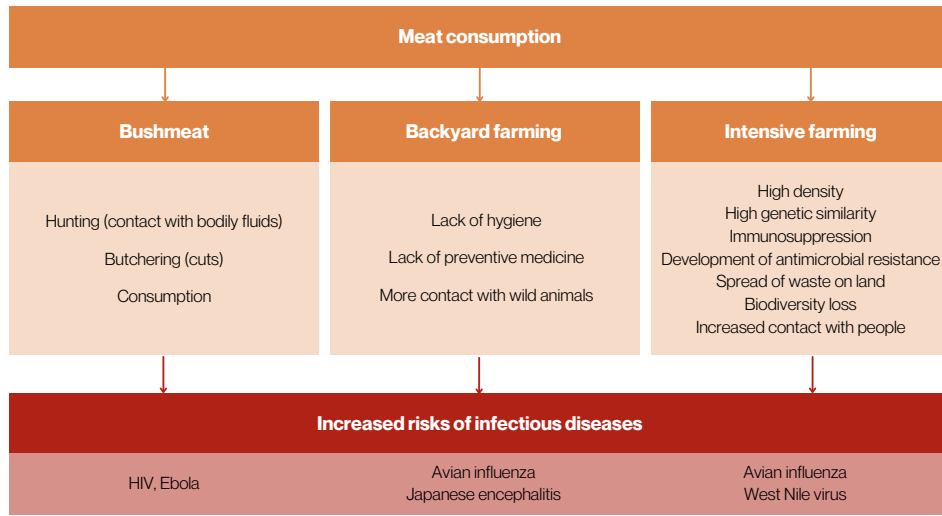 Meat consumption
Bushmeat
Hunting (contact with bodily fluids)
Butchering (cuts)
Consumption
Backyard farming
Lack of hygiene
Lack of preventive medicine
More contact with wild animals
Intensive farming
High density
High genetic similarity
Immunosuppression
Development of antimicrobial resistance
Spread of waste on land
Biodiversity loss
Increased contact with people
Increased risks of infectious diseases
HIV, Ebola
Avian influenza
Japanese encephalitis
Avian influenza
West Nile virus